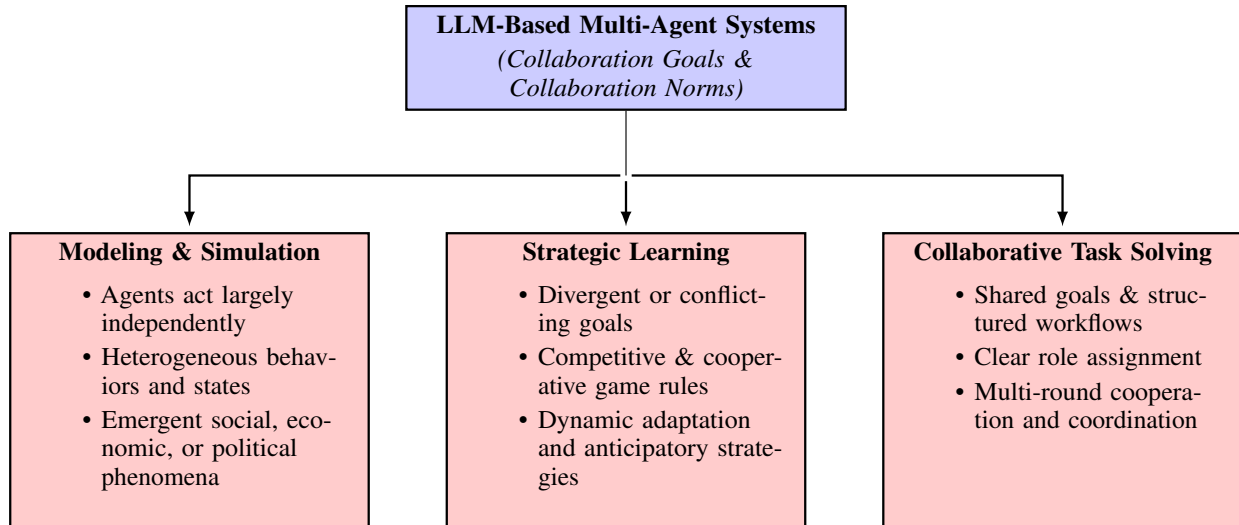 LLM-Based Multi-Agent Systems
(Collaboration Goals &
Collaboration Norms)
Modeling & Simulation
• Agents act largely
independently
• Heterogeneous behav-
iors and states
• Emergent social, eco-
nomic, or political
phenomena
Strategic Learning
• Divergent or conflict-
ing goals
• Competitive & coop-
erative game rules
• Dynamic adaptation
and anticipatory strate-
gies
Collaborative Task Solving
• Shared goals & struc-
tured workflows
• Clear role assignment
• Multi-round coopera-
tion and coordination